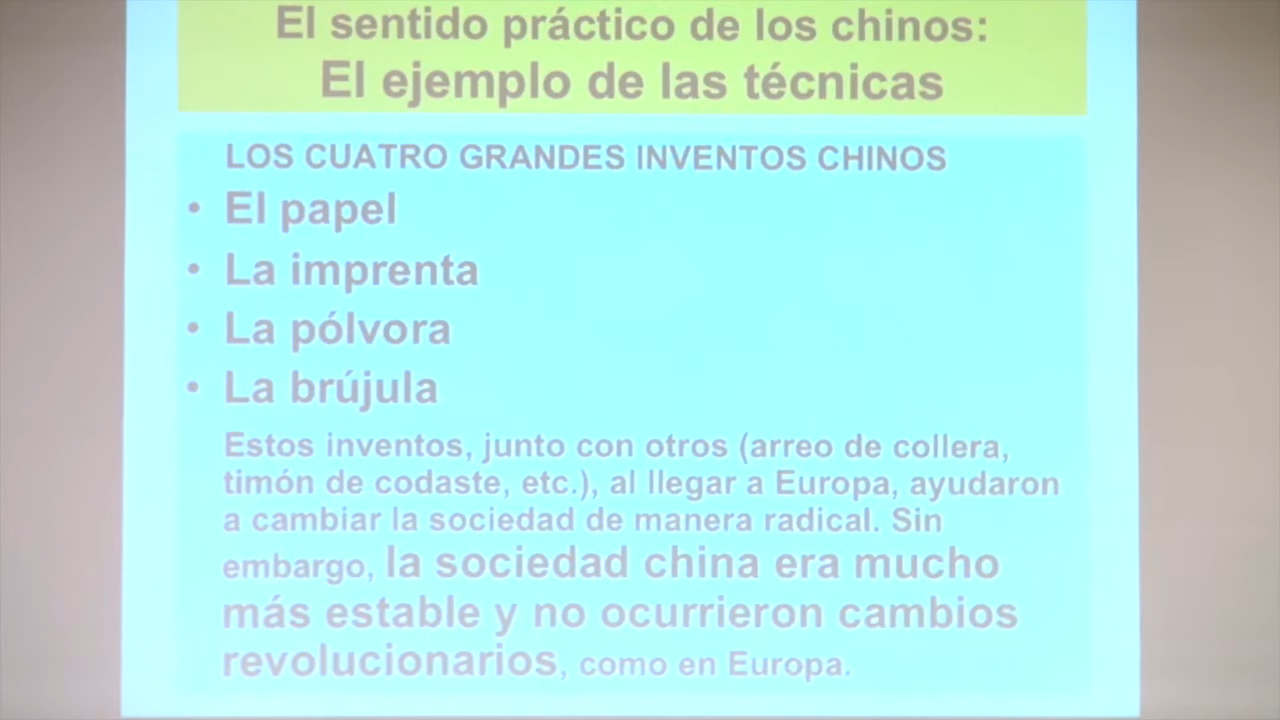 El sentido práctico de los chinos:
El ejemplo de las técnicas
LOS CUATRO GRANDES INVENTOS CHINOS
• El papel
• La imprenta
• La pólvora
• La brújula
Estos inventos, junto con otros (arreo de collera,
timón de codaste, etc.), al llegar a Europa, ayudaron
a cambiar la sociedad de manera radical. Sin
embargo, la sociedad china era mucho
más estable y no ocurrieron cambios
revolucionarios, como en Europa.